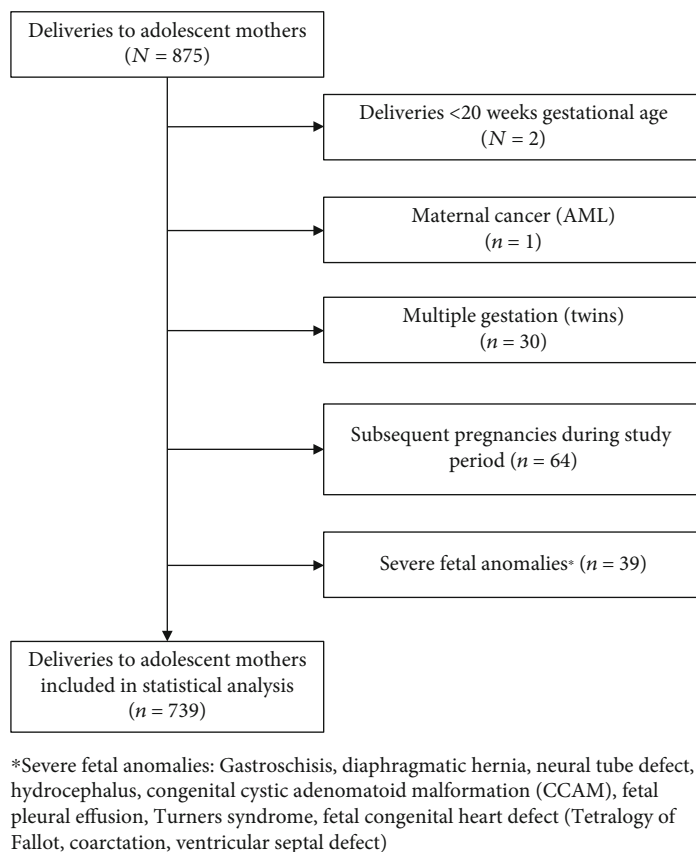 Deliveries to adolescent mothers
(N = 875)
Deliveries <20 weeks gestational age
(N = 2)
Maternal cancer (AML)
(n = 1)
Multiple gestation (twins)
(n = 30)
Subsequent pregnancies during study
period (n = 64)
Severe fetal anomalies* (n = 39)
Deliveries to adolescent mothers
included in statistical analysis
(n = 739)
*Severe fetal anomalies: Gastroschisis, diaphragmatic hernia, neural tube defect,
hydrocephalus, congenital cystic adenomatoid malformation (CCAM), fetal
pleural effusion, Turners syndrome, fetal congenital heart defect (Tetralogy of
Fallot, coarctation, ventricular septal defect)